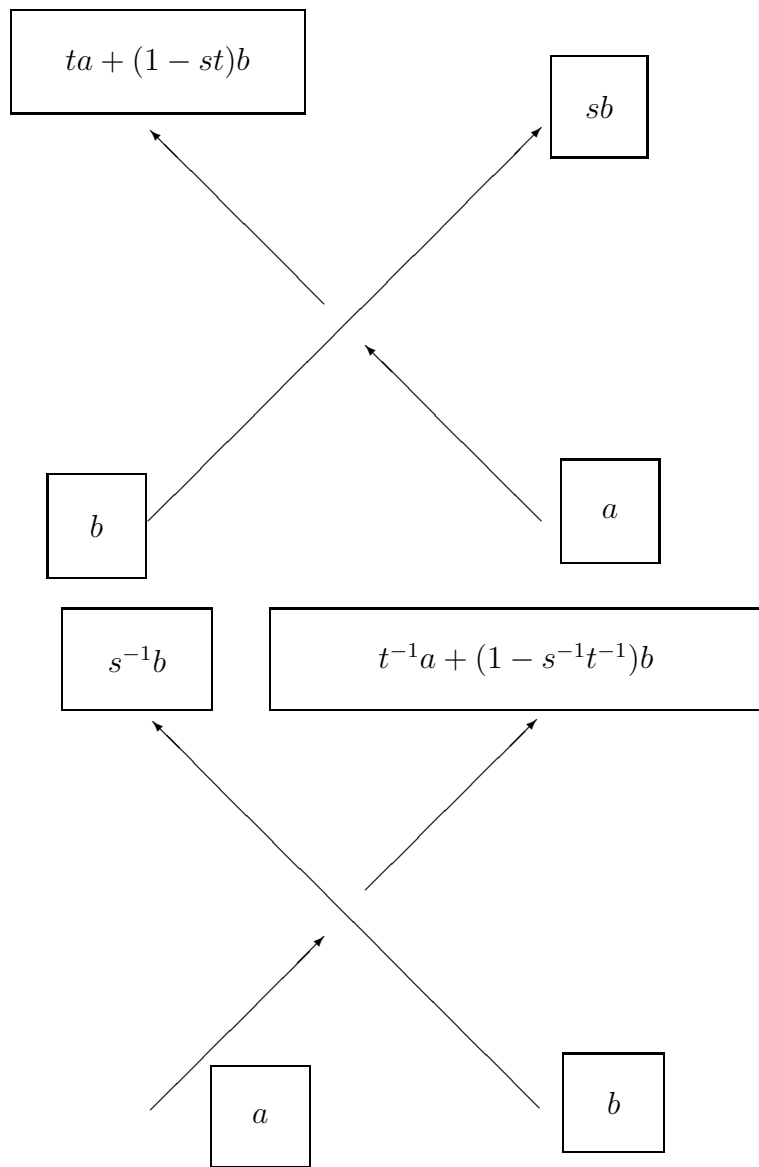 ta + (1 − st)b
sb
b
a
s⁻¹b
t⁻¹a + (1 − s⁻¹t⁻¹)b
a
b